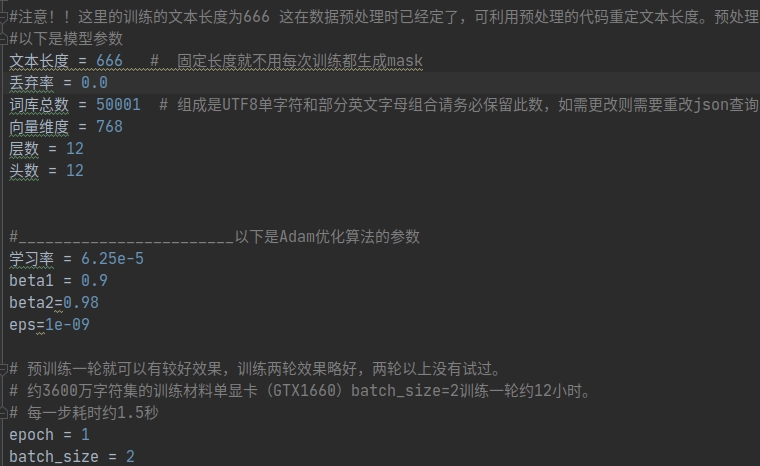 #注意！！这里的训练的文本长度为666 这在数据预处理时已经定了，可利用预处理的代码重定文本长度。预处理
#以下是模型参数
文本长度 = 666   #  固定长度就不用每次训练都生成mask
丢弃率 = 0.0
词库总数 = 50001  # 组成是UTF8单字符和部分英文字母组合请务必保留此数，如需更改则需要重改json查询
向量维度 = 768
层数 = 12
头数 = 12
#________________________以下是Adam优化算法的参数
学习率 = 6.25e-5
beta1 = 0.9
beta2=0.98
eps=1e-09
# 预训练一轮就可以有较好效果，训练两轮效果略好，两轮以上没有试过。
# 约3600万字符集的训练材料单显卡（GTX1660）batch_size=2训练一轮约12小时。
# 每一步耗时约1.5秒
epoch = 1
batch_size = 2